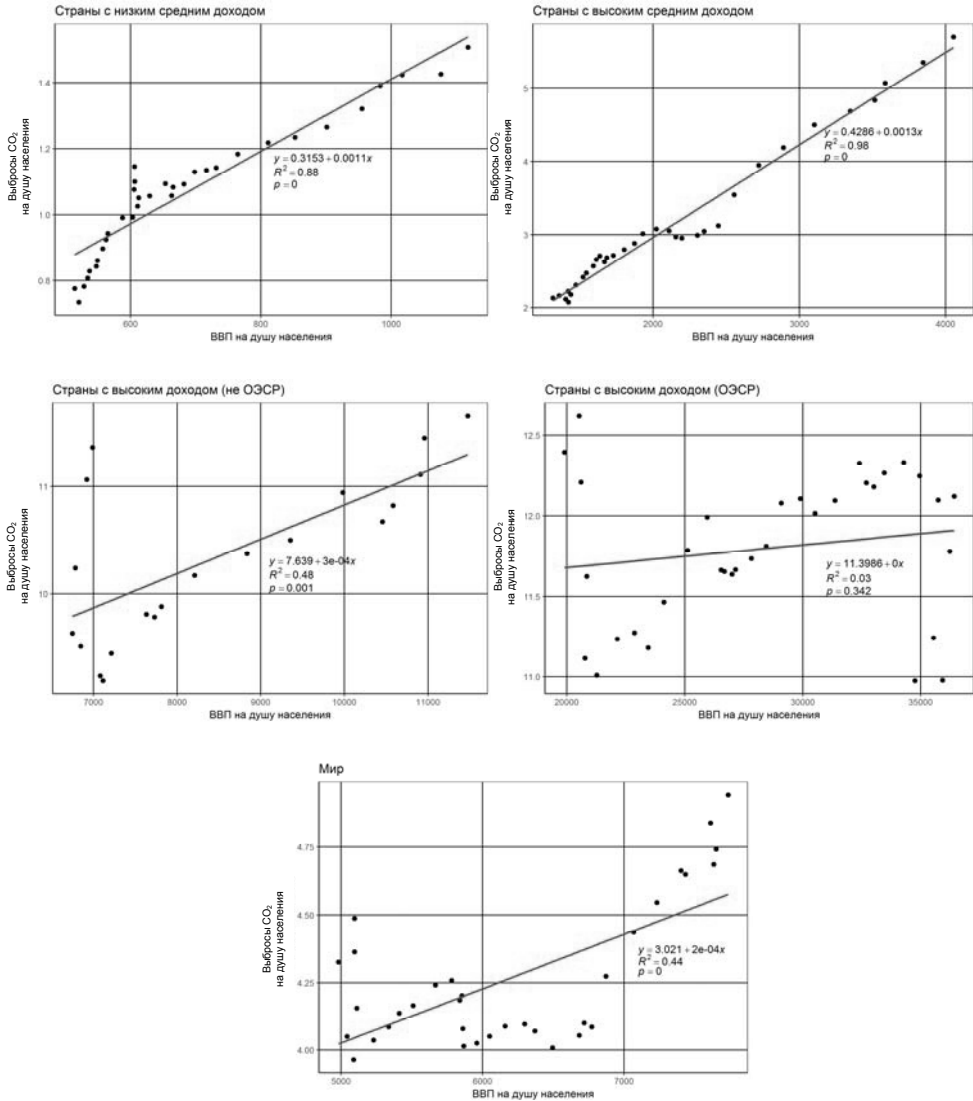 Страны с низким средним доходом
Выбросы CO₂
на душу населения
1.4
1.2
1.0
0.8
y = 0.3153 + 0.0011x
R² = 0.88
p = 0
600
800
1000
ВВП на душу населения
Страны с высоким средним доходом
Выбросы CO₂
на душу населения
5
4
3
2
y = 0.4286 + 0.0013x
R² = 0.98
p = 0
2000
3000
4000
ВВП на душу населения
Страны с высоким доходом (не ОЭСР)
Выбросы CO₂
на душу населения
11
10
y = 7.639 + 3e-04x
R² = 0.48
p = 0.001
7000
8000
9000
10000
11000
ВВП на душу населения
Страны с высоким доходом (ОЭСР)
Выбросы CO₂
на душу населения
12.5
12.0
11.5
11.0
y = 11.3986 + 0x
R² = 0.03
p = 0.342
20000
25000
30000
35000
ВВП на душу населения
Мир
Выбросы CO₂
на душу населения
4.75
4.50
4.25
4.00
y = 3.021 + 2e-04x
R² = 0.44
p = 0
5000
6000
7000
ВВП на душу населения